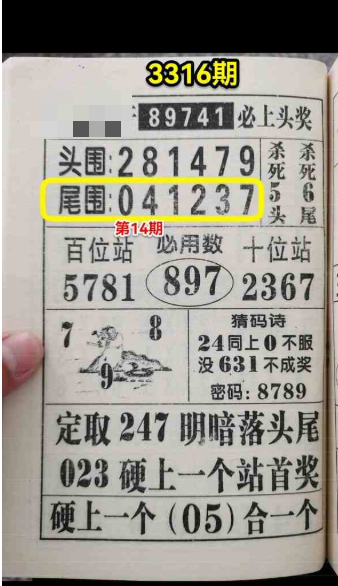 3316期
89741 必上头奖
头围:281479
尾围:041237
杀死5头
杀死6尾
第14期
百位站 必用数 十位站
5781 897 2367
7 8
9
猜码诗
24同上0不服
没631不成奖
密码:8789
定取247明暗落头尾
023硬上一个站首奖
硬上一个(05)合一个